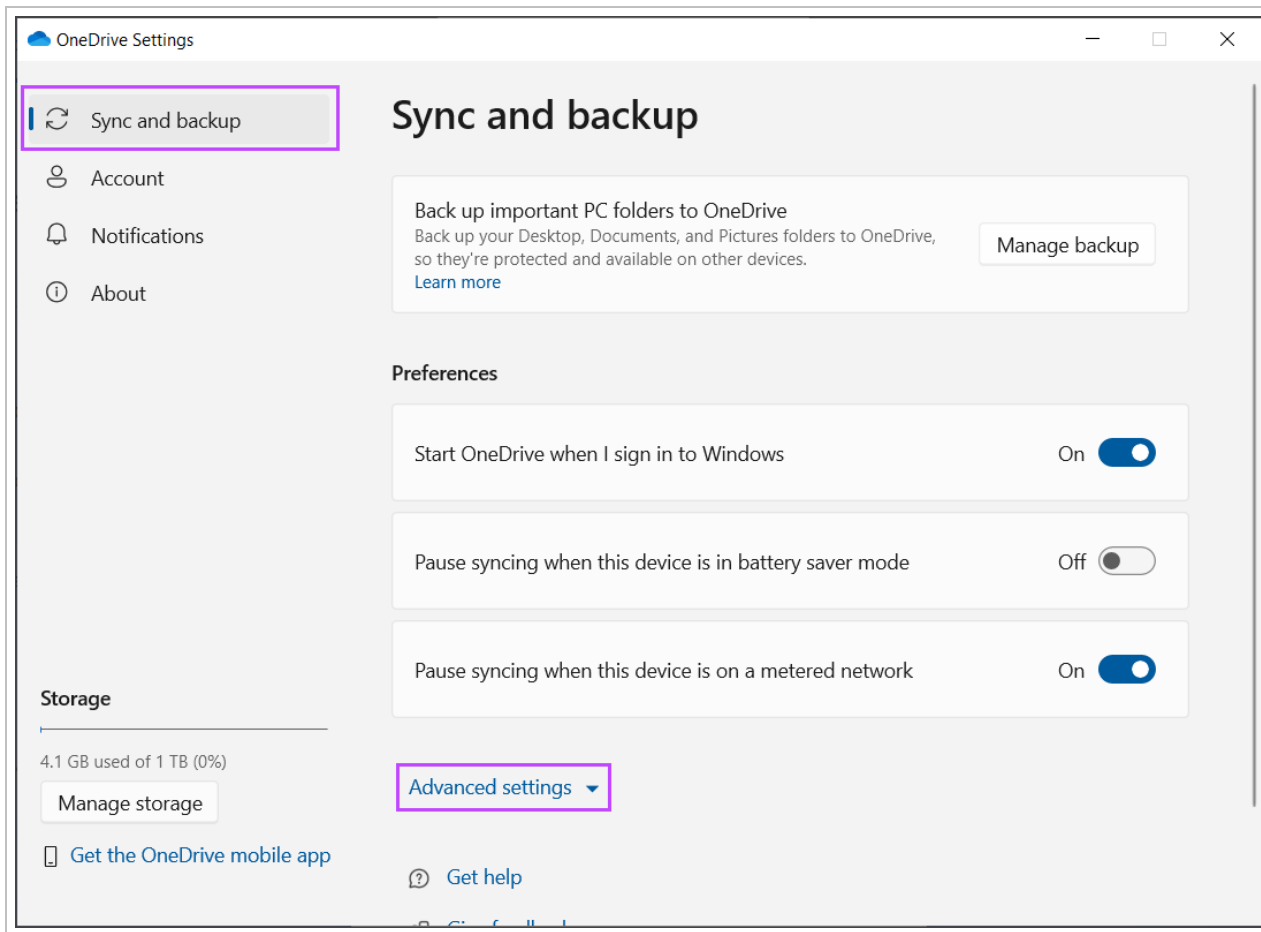 OneDrive Settings
Sync and backup
Account
Notifications
About
Storage
4.1 GB used of 1 TB (0%)
Manage storage
Get the OneDrive mobile app
Sync and backup
Back up important PC folders to OneDrive
Back up your Desktop, Documents, and Pictures folders to OneDrive,
so they're protected and available on other devices.
Learn more
Manage backup
Preferences
Start OneDrive when I sign in to Windows
On
Pause syncing when this device is in battery saver mode
Off
Pause syncing when this device is on a metered network
On
Advanced settings
Get help